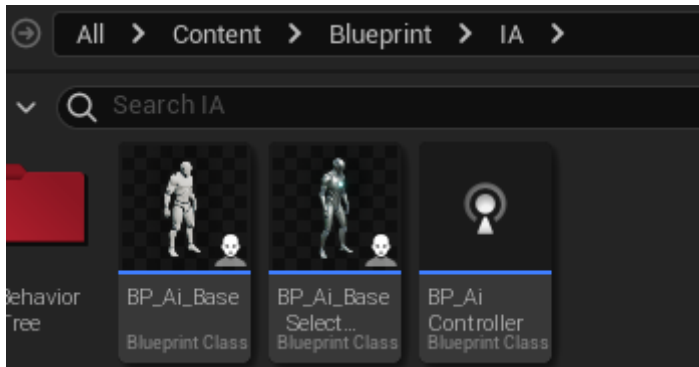 All > Content > Blueprint > IA >
Search IA
Behavior
Tree
BP_Ai_Base
Blueprint Class
BP_Ai_Base
Select...
Blueprint Class
BP_Ai
Controller
Blueprint Class